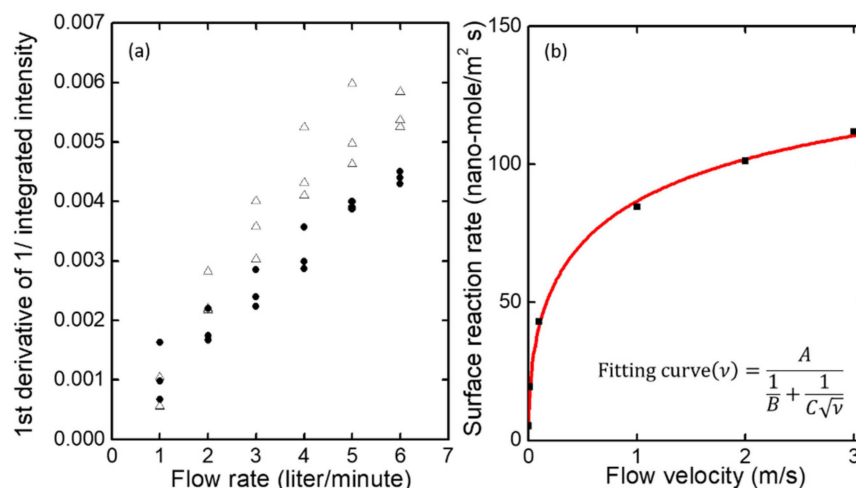 (a)
1st derivative of 1/ integrated intensity
0.007
0.006
0.005
0.004
0.003
0.002
0.001
0.000
0 1 2 3 4 5 6 7
Flow rate (liter/minute)
(b)
Surface reaction rate (nano-mole/m² s)
150
100
50
0
Fitting curve(ν) = A / (1/B + 1/(C√ν))
0 1 2 3
Flow velocity (m/s)